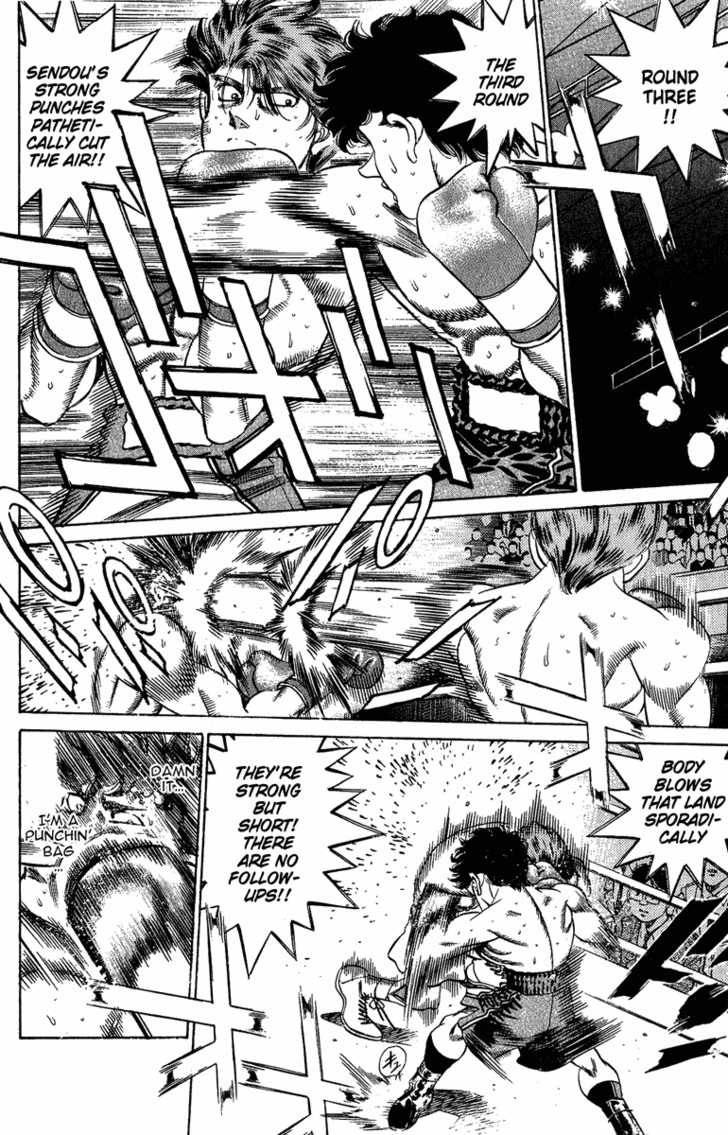 ROUND
THREE
!!
THE
THIRD
ROUND
SENDOU'S
STRONG
PUNCHES
PATHETI-
CALLY CUT
THE AIR!!
BODY
BLOWS
THAT LAND
SPORADI-
CALLY
THEY'RE
STRONG
BUT
SHORT!
THERE
ARE NO
FOLLOW-
UPS!!
DAMN
IT...
I'M A
PUNCHIN'
BAG